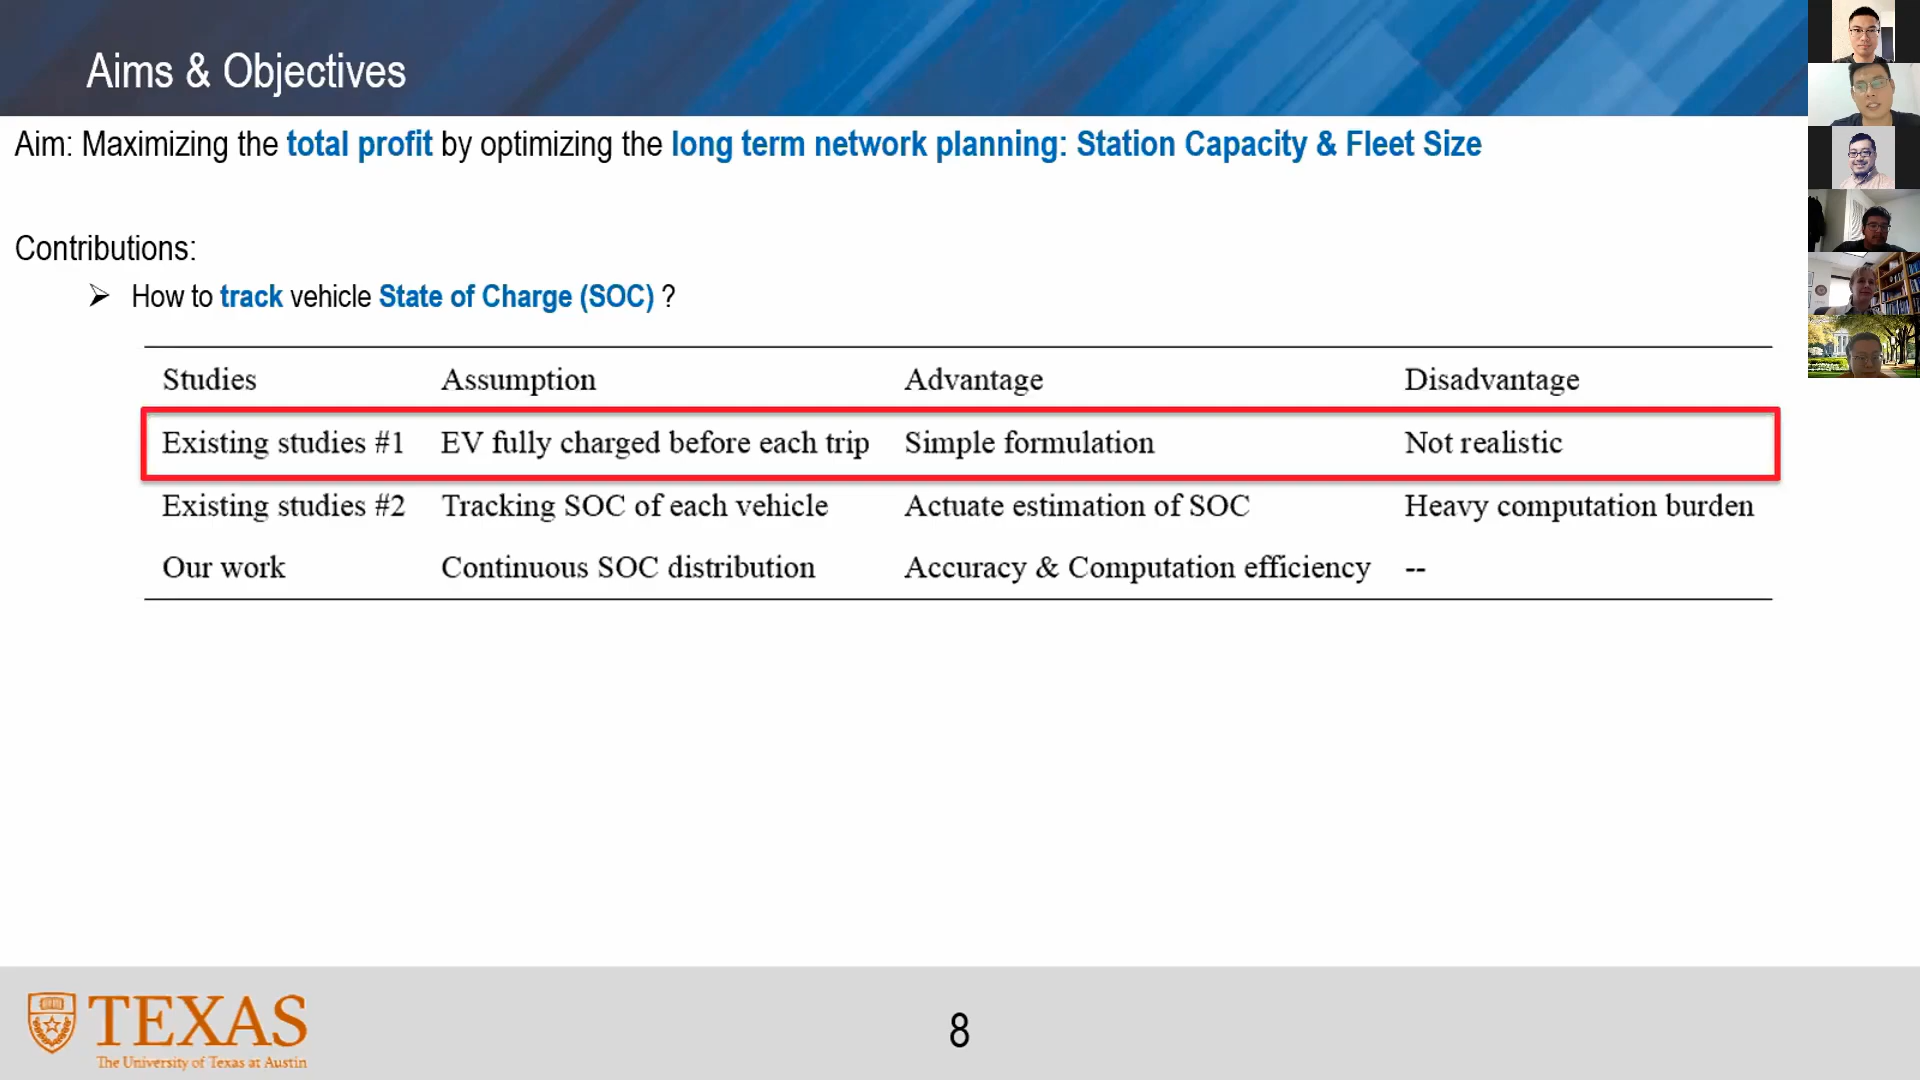 Aims & Objectives
Aim: Maximizing the total profit by optimizing the long term network planning: Station Capacity & Fleet Size
Contributions:
➢ How to track vehicle State of Charge (SOC) ?
Studies Assumption Advantage Disadvantage
Existing studies #1 EV fully charged before each trip Simple formulation Not realistic
Existing studies #2 Tracking SOC of each vehicle Actuate estimation of SOC Heavy computation burden
Our work Continuous SOC distribution Accuracy & Computation efficiency --
TEXAS
The University of Texas at Austin
8